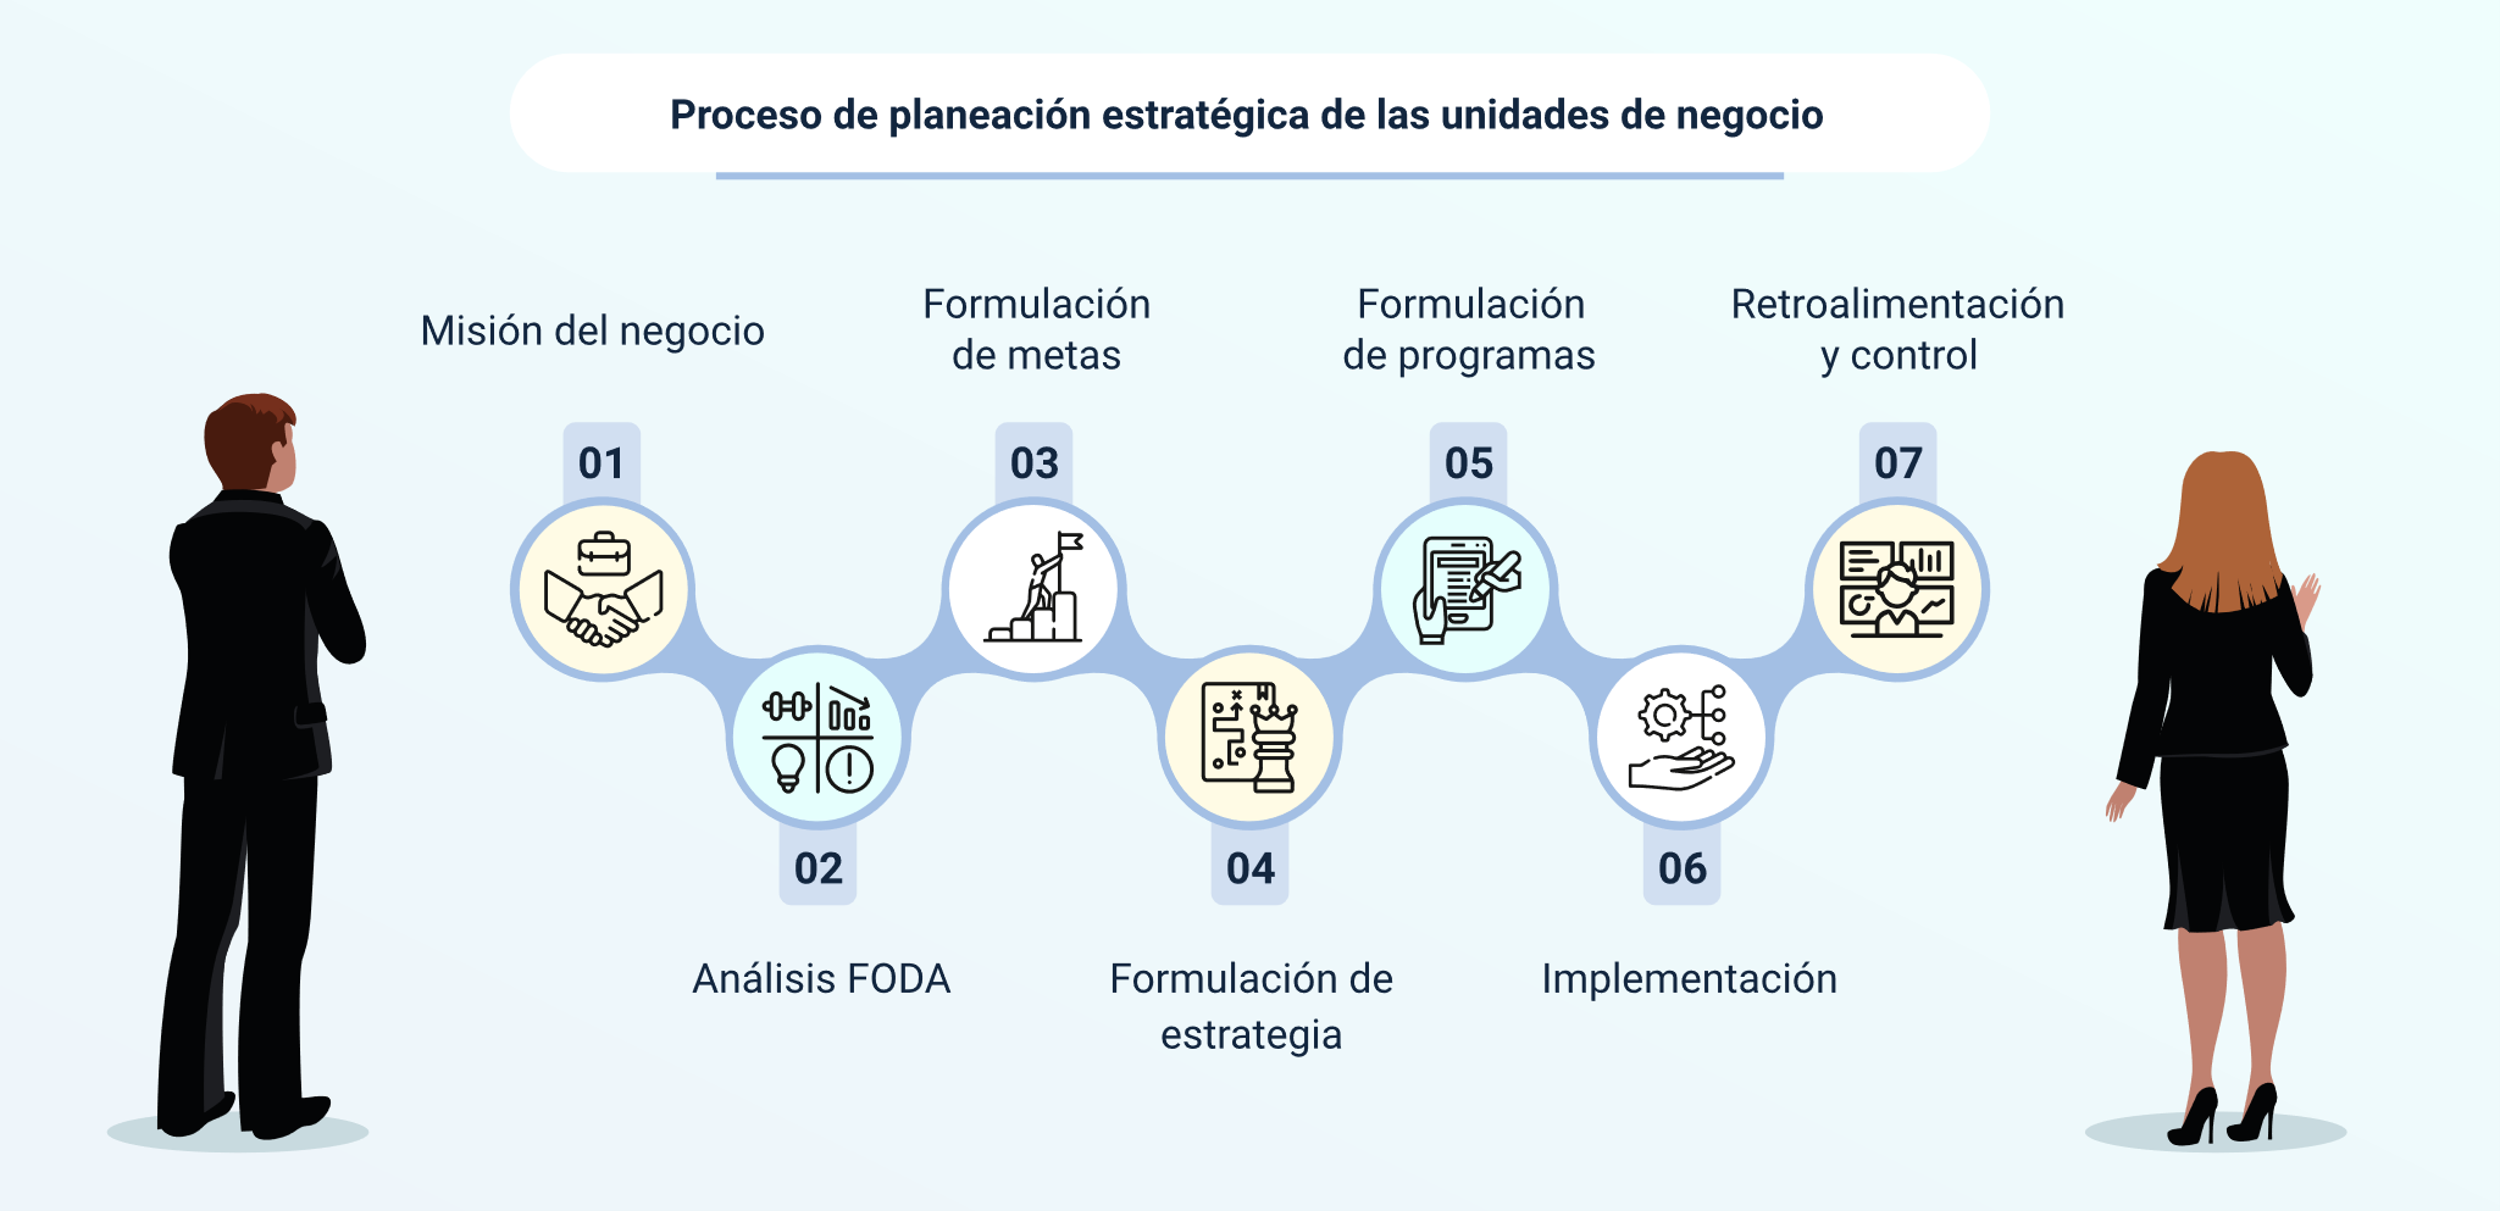 Proceso de planeación estratégica de las unidades de negocio
Misión del negocio
01
02
Análisis FODA
Formulación
de metas
03
04
Formulación de
estrategia
Formulación
de programas
05
06
Implementación
Retroalimentación
y control
07